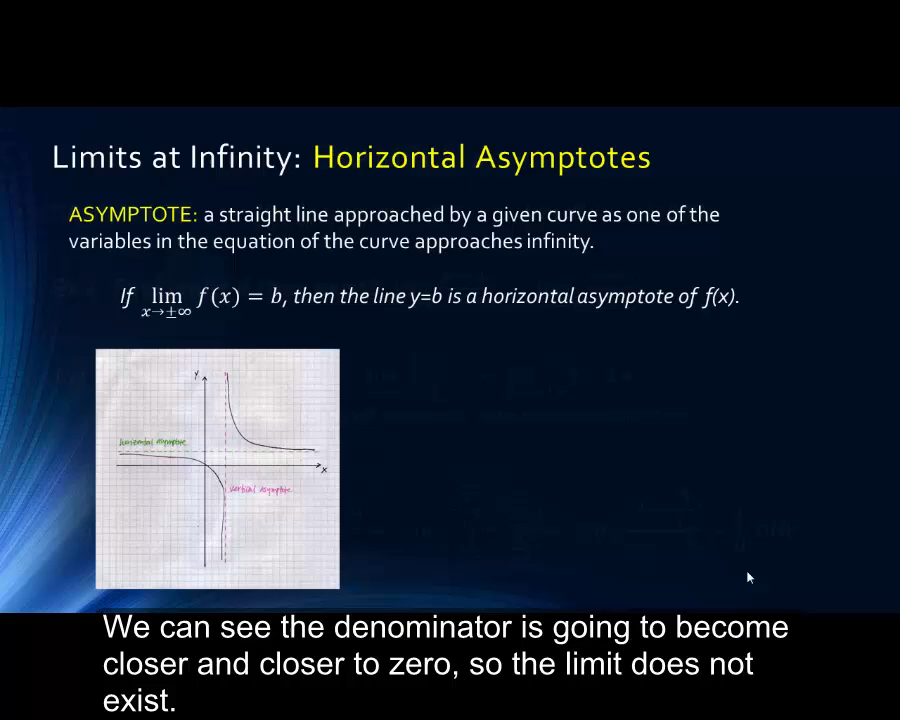 Limits at Infinity: Horizontal Asymptotes
ASYMPTOTE: a straight line approached by a given curve as one of the
variables in the equation of the curve approaches infinity.
If lim f(x) = b, then the line y=b is a horizontal asymptote of f(x).
x→±∞
y
horizontal asymptote
x
vertical asymptote
We can see the denominator is going to become
closer and closer to zero, so the limit does not
exist.